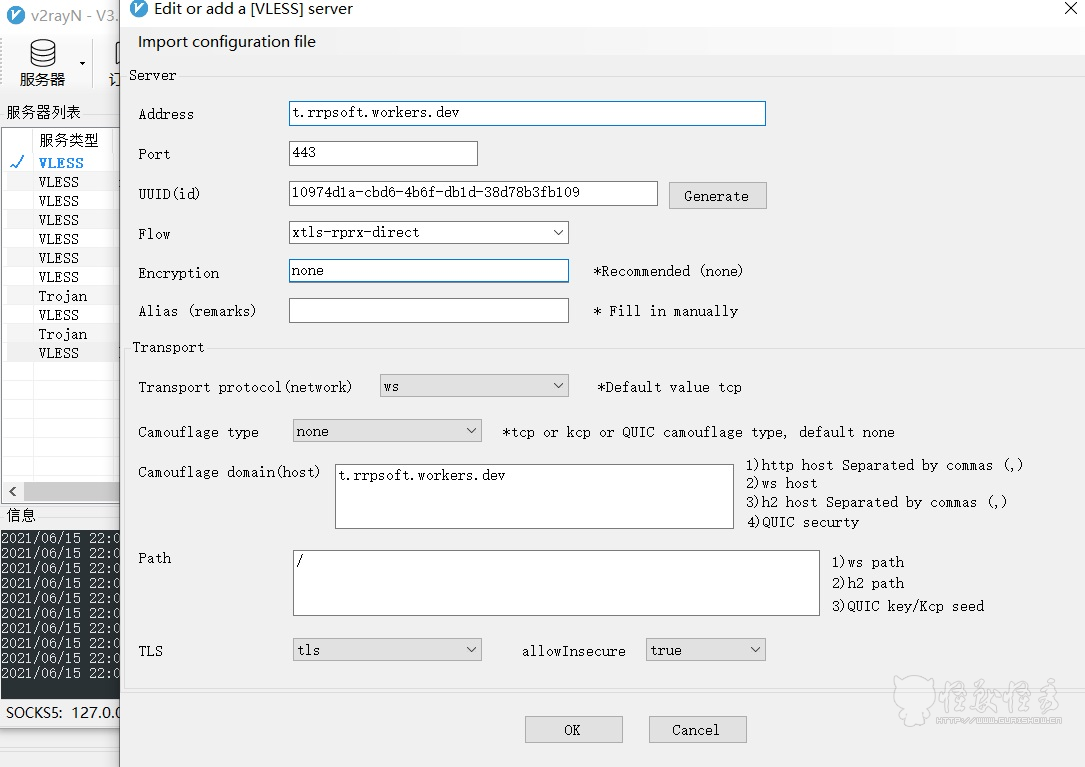 v2rayN - V3.
服务器
订
服务器列表
服务类型
VLESS
VLESS
VLESS
VLESS
VLESS
VLESS
VLESS
Trojan
VLESS
Trojan
VLESS
信息
2021/06/15 22:0
2021/06/15 22:0
2021/06/15 22:0
2021/06/15 22:0
2021/06/15 22:0
2021/06/15 22:0
2021/06/15 22:0
2021/06/15 22:0
2021/06/15 22:0
2021/06/15 22:0
SOCKS5: 127.0.0
Edit or add a [VLESS] server
Import configuration file
Server
Address t.rrpsoft.workers.dev
Port 443
UUID(id) 10974d1a-cbd6-4b6f-db1d-38d78b3fb109 Generate
Flow xtls-rprx-direct
Encryption none *Recommended (none)
Alias (remarks) * Fill in manually
Transport
Transport protocol(network) ws *Default value tcp
Camouflage type none *tcp or kcp or QUIC camouflage type, default none
Camouflage domain(host) t.rrpsoft.workers.dev
1)http host Separated by commas (,)
2)ws host
3)h2 host Separated by commas (,)
4)QUIC securty
Path /
1)ws path
2)h2 path
3)QUIC key/Kcp seed
TLS tls allowInsecure true
OK Cancel
怪兽怪秀
HTTP://WWW.GUAISHOU.CN